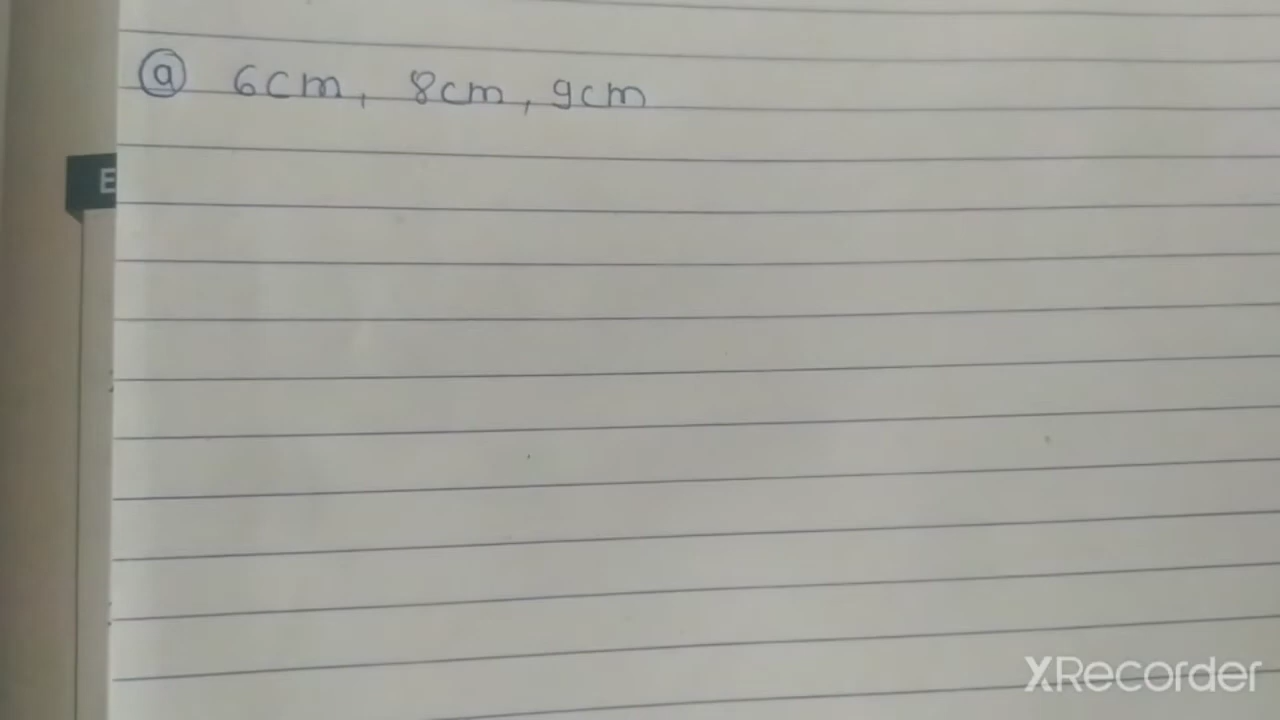 ⓐ 6cm, 8cm, 9cm
E
XRecorder